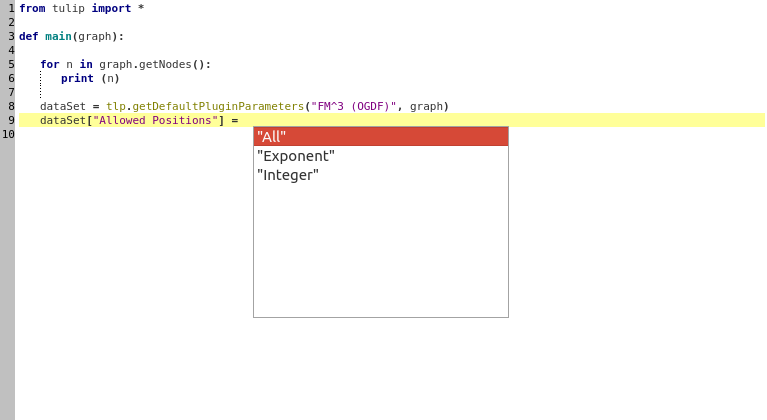 1 from tulip import *
2
3 def main(graph):
4
5 for n in graph.getNodes():
6 print (n)
7
8 dataSet = tlp.getDefaultPluginParameters("FM^3 (OGDF)", graph)
9 dataSet["Allowed Positions"] =
10
"All"
"Exponent"
"Integer"